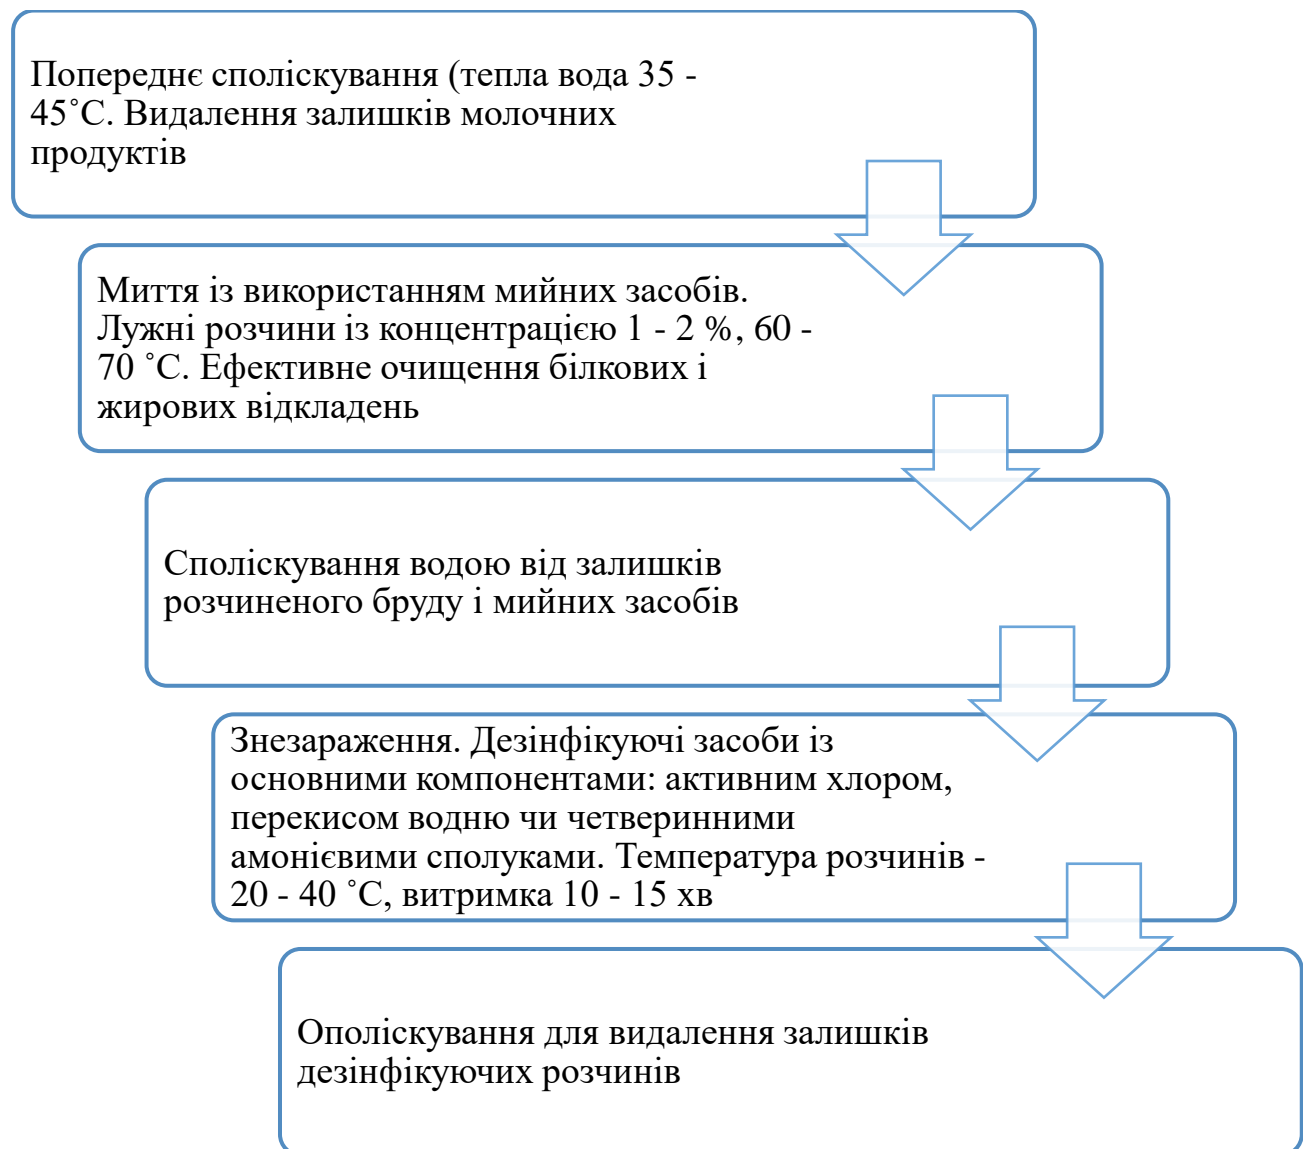 Попереднє споліскування (тепла вода 35 -
45˚С. Видалення залишків молочних
продуктів
Миття із використанням мийних засобів.
Лужні розчини із концентрацією 1 - 2 %, 60 -
70 ˚С. Ефективне очищення білкових і
жирових відкладень
Споліскування водою від залишків
розчиненого бруду і мийних засобів
Знезараження. Дезінфікуючі засоби із
основними компонентами: активним хлором,
перекисом водню чи четверинними
амонієвими сполуками. Температура розчинів -
20 - 40 ˚С, витримка 10 - 15 хв
Ополіскування для видалення залишків
дезінфікуючих розчинів